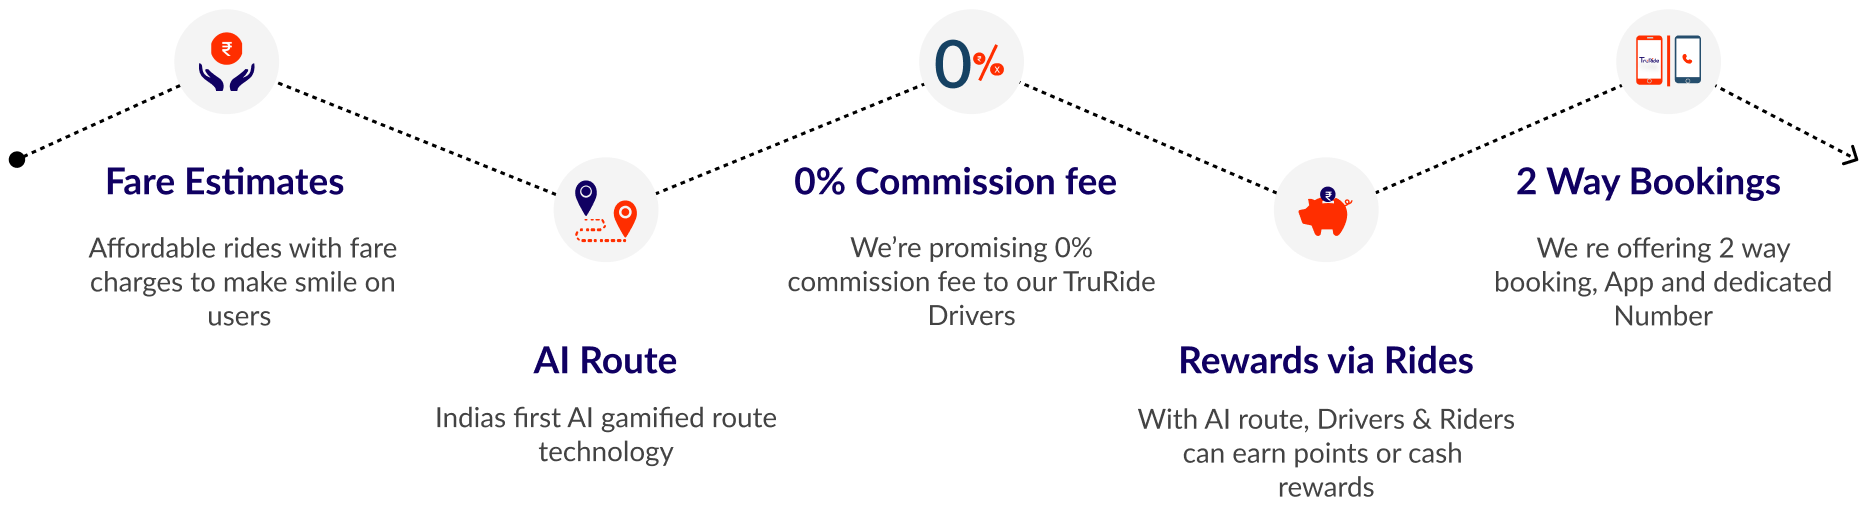 ₹
Fare Estimates
Affordable rides with fare
charges to make smile on
users
AI Route
Indias first AI gamified route
technology
0%
₹
X
0% Commission fee
We’re promising 0%
commission fee to our TruRide
Drivers
₹
Rewards via Rides
With AI route, Drivers & Riders
can earn points or cash
rewards
TruRide
2 Way Bookings
We re offering 2 way
booking, App and dedicated
Number